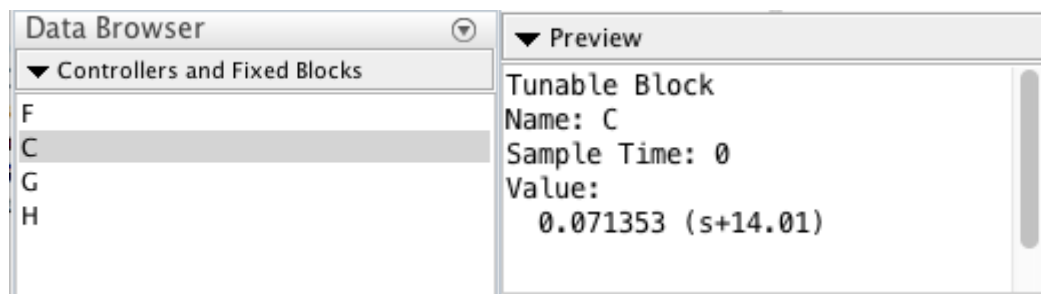 Data Browser
Controllers and Fixed Blocks
F
C
G
H
Preview
Tunable Block
Name: C
Sample Time: 0
Value:
0.071353 (s+14.01)